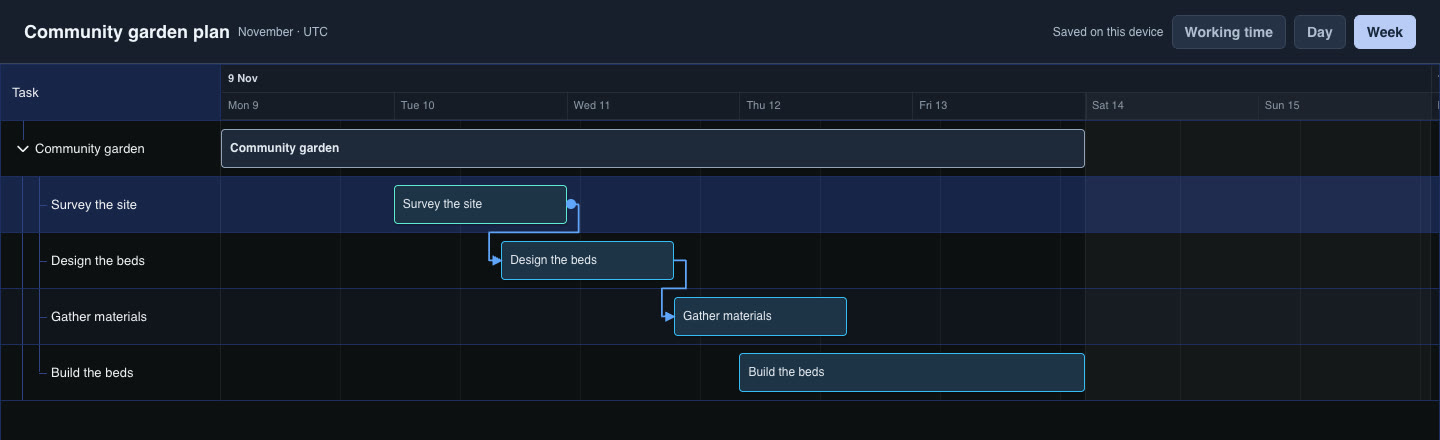 Community garden plan November · UTC Saved on this device Working time Day Week
Task
9 Nov
Mon 9 Tue 10 Wed 11 Thu 12 Fri 13 Sat 14 Sun 15
Community garden Community garden
Survey the site Survey the site
Design the beds Design the beds
Gather materials Gather materials
Build the beds Build the beds